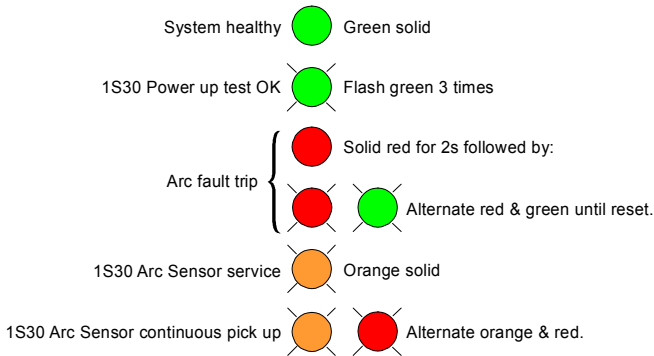 System healthy Green solid
1S30 Power up test OK Flash green 3 times
Solid red for 2s followed by:
Arc fault trip
Alternate red & green until reset.
1S30 Arc Sensor service Orange solid
1S30 Arc Sensor continuous pick up Alternate orange & red.